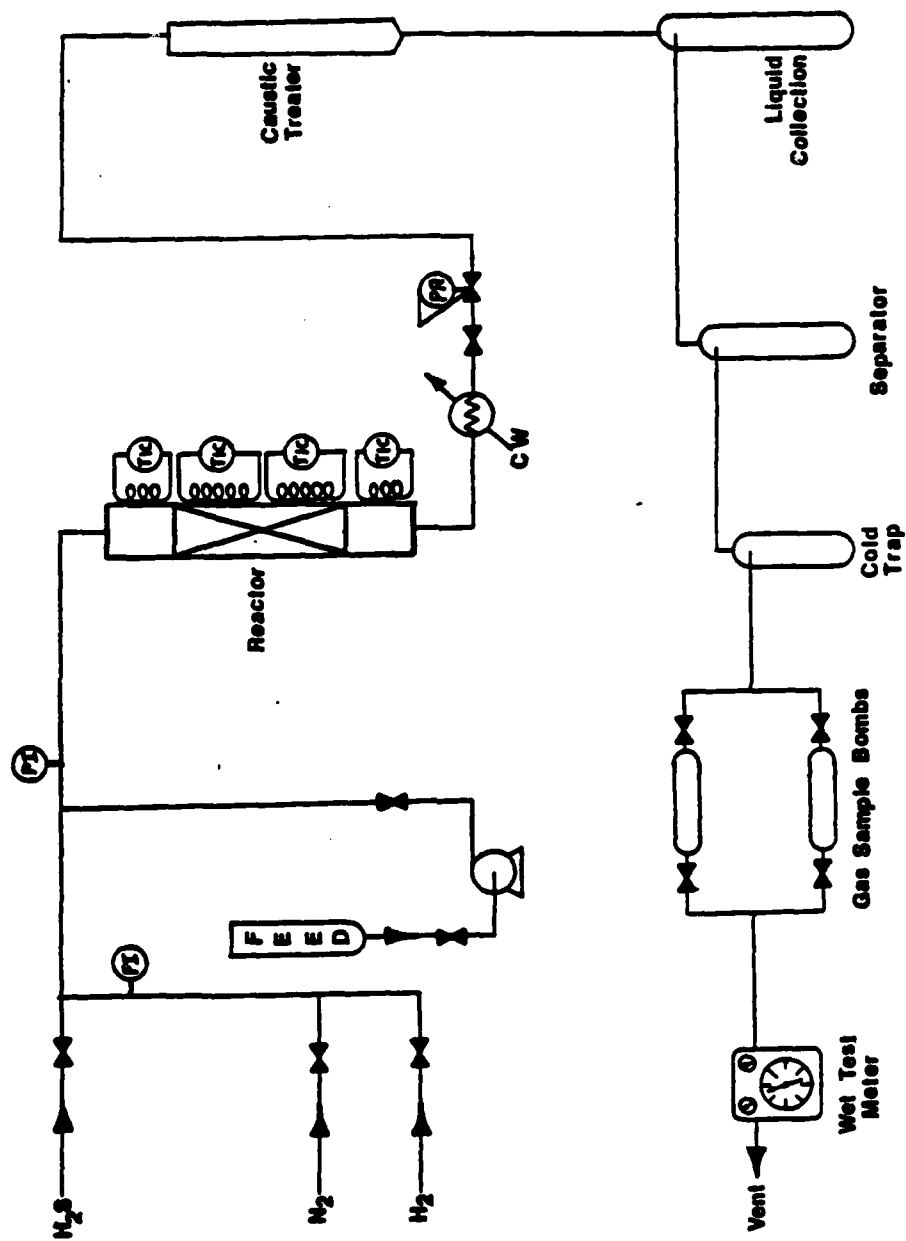 H₂S
N₂
H₂
PI
FEED
PI
Reactor
TIC
TIC
TIC
TIC
CW
PR
Caustic
Treater
Liquid
Collection
Separator
Cold
Trap
Gas Sample Bombs
Wet Test
Meter
Vent